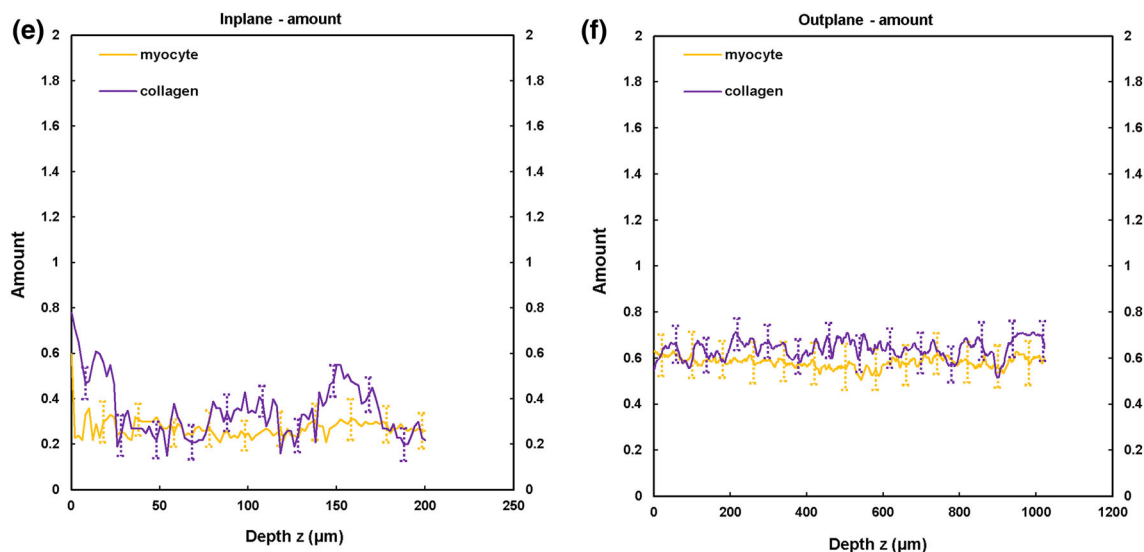 (e)
Inplane - amount
2 2
1.8 1.8
1.6 1.6
1.4 1.4
1.2 1.2
1 1
0.8 0.8
0.6 0.6
0.4 0.4
0.2 0.2
0 0
myocyte
collagen
Amount
0 50 100 150 200 250
Depth z (µm)
(f)
Outplane - amount
2 2
1.8 1.8
1.6 1.6
1.4 1.4
1.2 1.2
1 1
0.8 0.8
0.6 0.6
0.4 0.4
0.2 0.2
0 0
myocyte
collagen
Amount
0 200 400 600 800 1000 1200
Depth z (µm)